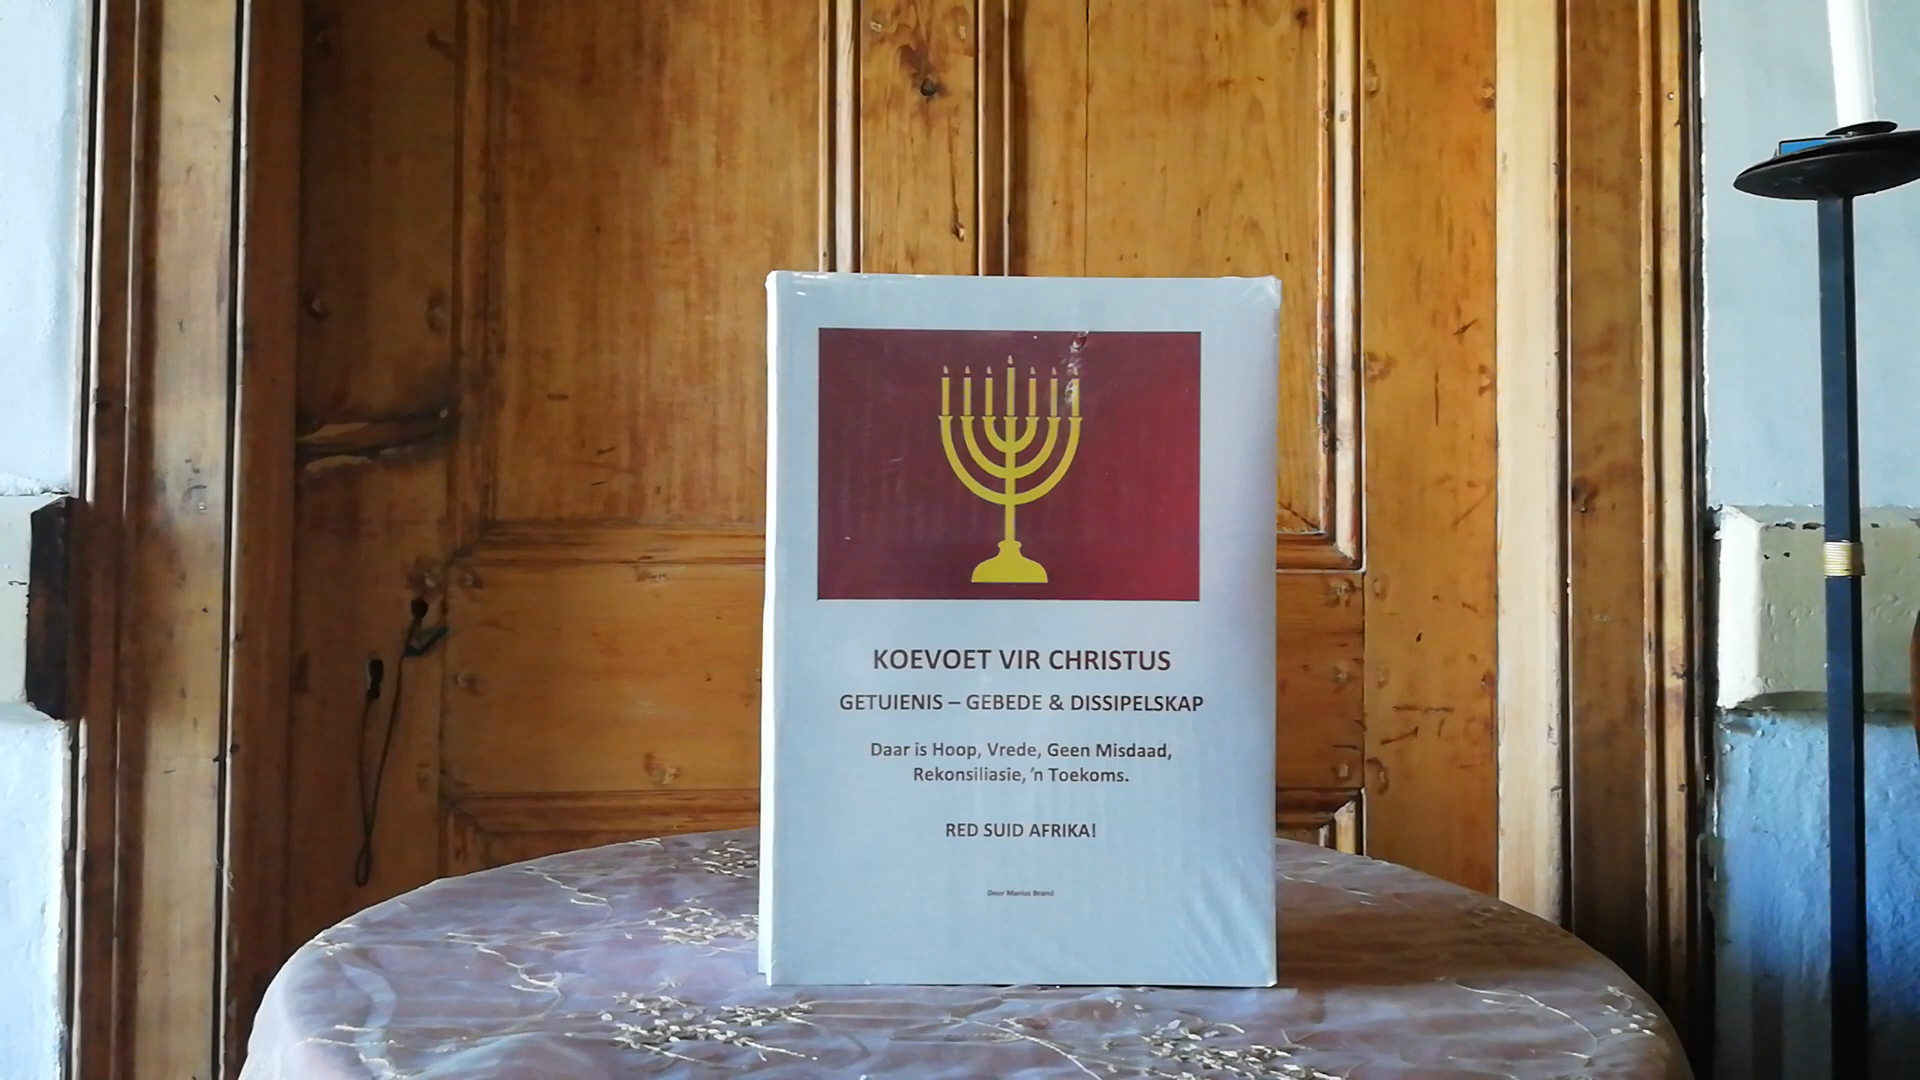 KOEVOET VIR CHRISTUS
GETUIENIS – GEBEDE & DISSIPELSKAP
Daar is Hoop, Vrede, Geen Misdaad,
Rekonsiliasie, 'n Toekoms.
RED SUID AFRIKA!
Deur Marius Brand